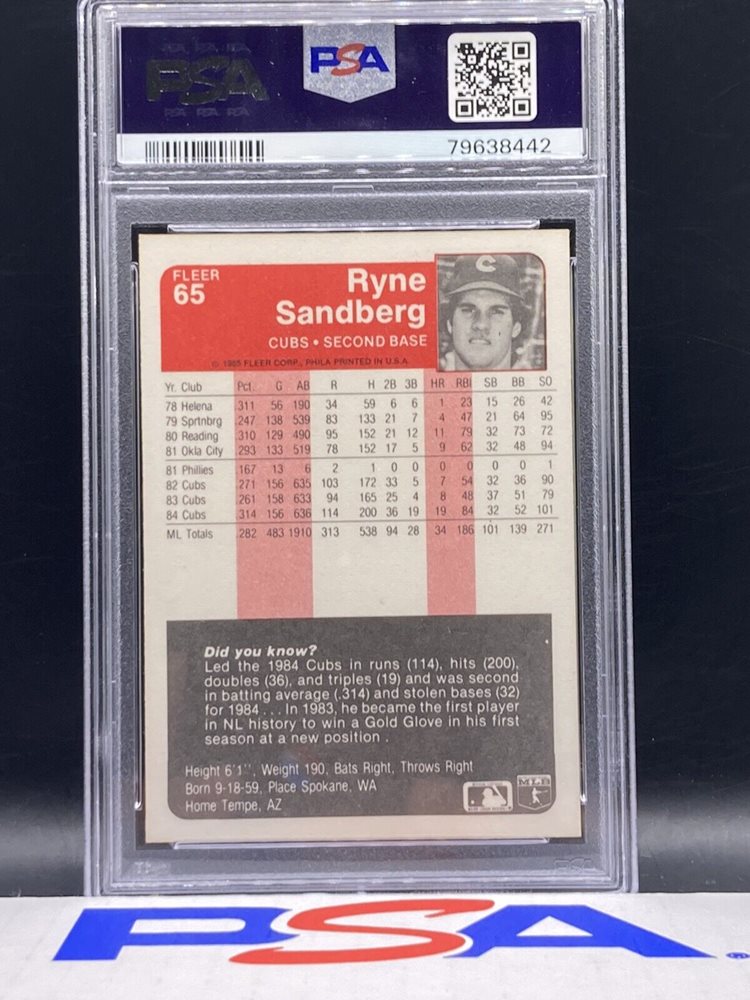 PSA PSA PSA
PSA
PSA PSA PSA
PSA
79638442
FLEER
65
Ryne
Sandberg
CUBS • SECOND BASE
© 1985 FLEER CORP., PHILA PRINTED IN U.S.A.
Yr. Club Pct. G AB R H 2B 3B HR RBI SB BB SO
78 Helena 311 56 190 34 59 6 6 1 23 15 26 42
79 Sprtnbrg 247 138 539 83 133 21 7 4 47 21 64 95
80 Reading 310 129 490 95 152 21 12 11 79 32 73 72
81 Okla City 293 133 519 78 152 17 5 9 62 32 48 94
81 Phillies 167 13 6 2 1 0 0 0 0 0 0 1
82 Cubs 271 156 635 103 172 33 5 7 54 32 36 90
83 Cubs 261 158 633 94 165 25 4 8 48 37 51 79
84 Cubs 314 156 636 114 200 36 19 19 84 32 52 101
ML Totals 282 483 1910 313 538 94 28 34 186 101 139 271
Did you know?
Led the 1984 Cubs in runs (114), hits (200),
doubles (36), and triples (19) and was second
in batting average (.314) and stolen bases (32)
for 1984 . . . In 1983, he became the first player
in NL history to win a Gold Glove in his first
season at a new position .
Height 6'1'', Weight 190, Bats Right, Throws Right
Born 9-18-59, Place Spokane, WA
Home Tempe, AZ
MLB
PSA